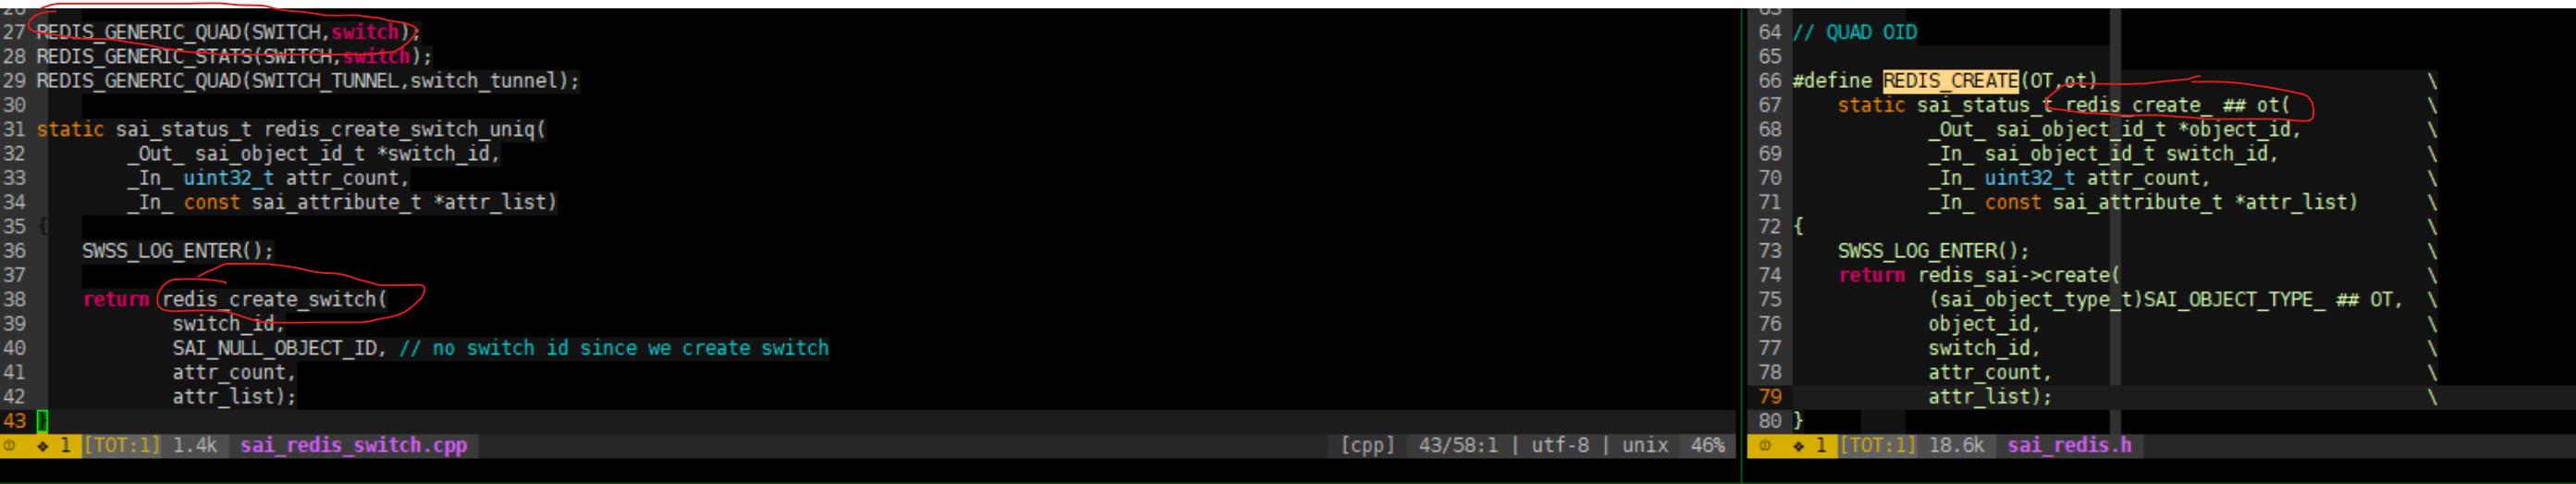 26
27 REDIS_GENERIC_QUAD(SWITCH,switch);
28 REDIS_GENERIC_STATS(SWITCH,switch);
29 REDIS_GENERIC_QUAD(SWITCH_TUNNEL,switch_tunnel);
30
31 static sai_status_t redis_create_switch_uniq(
32         _Out_ sai_object_id_t *switch_id,
33         _In_ uint32_t attr_count,
34         _In_ const sai_attribute_t *attr_list)
35 {
36     SWSS_LOG_ENTER();
37
38     return redis_create_switch(
39             switch_id,
40             SAI_NULL_OBJECT_ID, // no switch id since we create switch
41             attr_count,
42             attr_list);
43 }
❖ 1 [TOT:1] 1.4k sai_redis_switch.cpp [cpp] 43/58:1 | utf-8 | unix 46%
63
64 // QUAD OID
65
66 #define REDIS_CREATE(OT,ot) \
67     static sai_status_t redis_create_ ## ot( \
68             _Out_ sai_object_id_t *object_id, \
69             _In_ sai_object_id_t switch_id, \
70             _In_ uint32_t attr_count, \
71             _In_ const sai_attribute_t *attr_list) \
72 { \
73     SWSS_LOG_ENTER(); \
74     return redis_sai->create( \
75             (sai_object_type_t)SAI_OBJECT_TYPE_ ## OT, \
76             object_id, \
77             switch_id, \
78             attr_count, \
79             attr_list); \
80 }
❖ 1 [TOT:1] 18.6k sai_redis.h